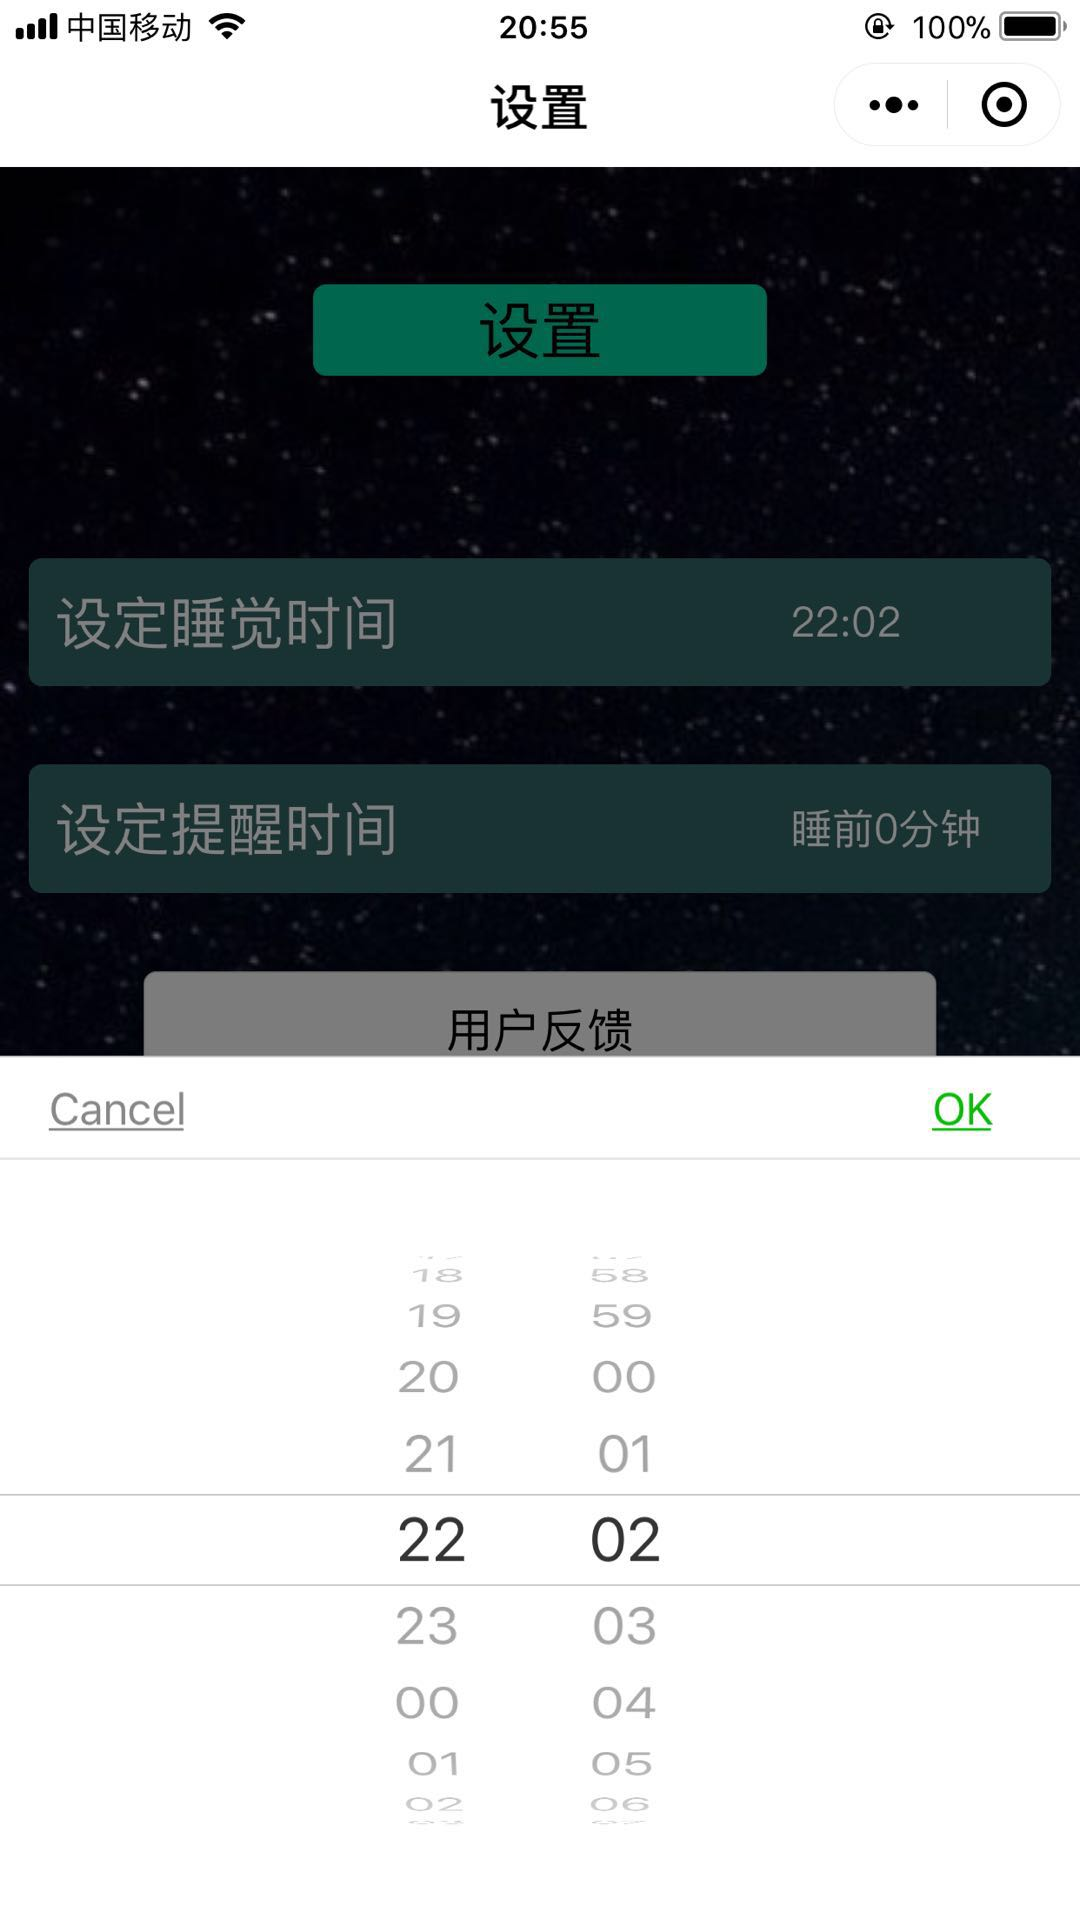 中国移动 20:55 100%
设置
设置
设定睡觉时间 22:02
设定提醒时间 睡前0分钟
用户反馈
Cancel OK
18 58
19 59
20 00
21 01
22 02
23 03
00 04
01 05
02 06